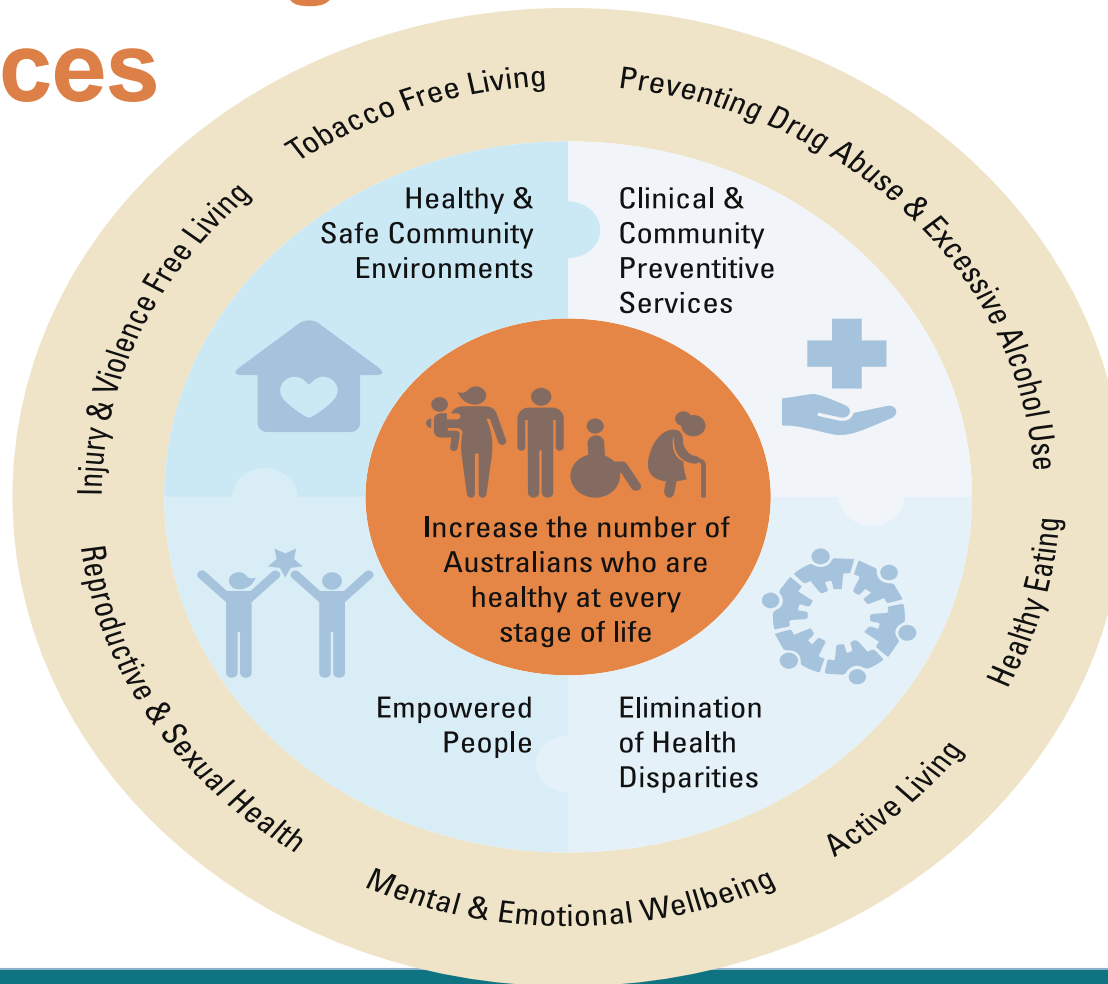 ces
Tobacco Free Living
Preventing Drug Abuse & Excessive Alcohol Use
Injury & Violence Free Living
Healthy &
Safe Community
Environments
Clinical &
Community
Preventitive
Services
Increase the number of
Australians who are
healthy at every
stage of life
Empowered
People
Elimination
of Health
Disparities
Healthy Eating
Active Living
Mental & Emotional Wellbeing
Reproductive & Sexual Health